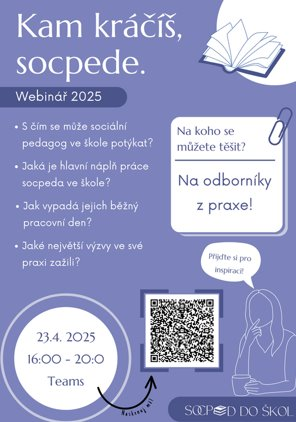 Kam kráčíš,
socpede.
Webinář 2025
• S čím se může sociální
pedagog ve škole potýkat?
• Jaká je hlavní náplň práce
socpeda ve škole?
• Jak vypadá jejich běžný
pracovní den?
• Jaké největší výzvy ve své
praxi zažili?
Na koho se
můžete těšit?
Na odborníky
z praxe!
Přijďte si pro
inspiraci!
23.4. 2025
16:00 - 20:0
Teams
Naskenuj mě!
SOCPED DO ŠKOL